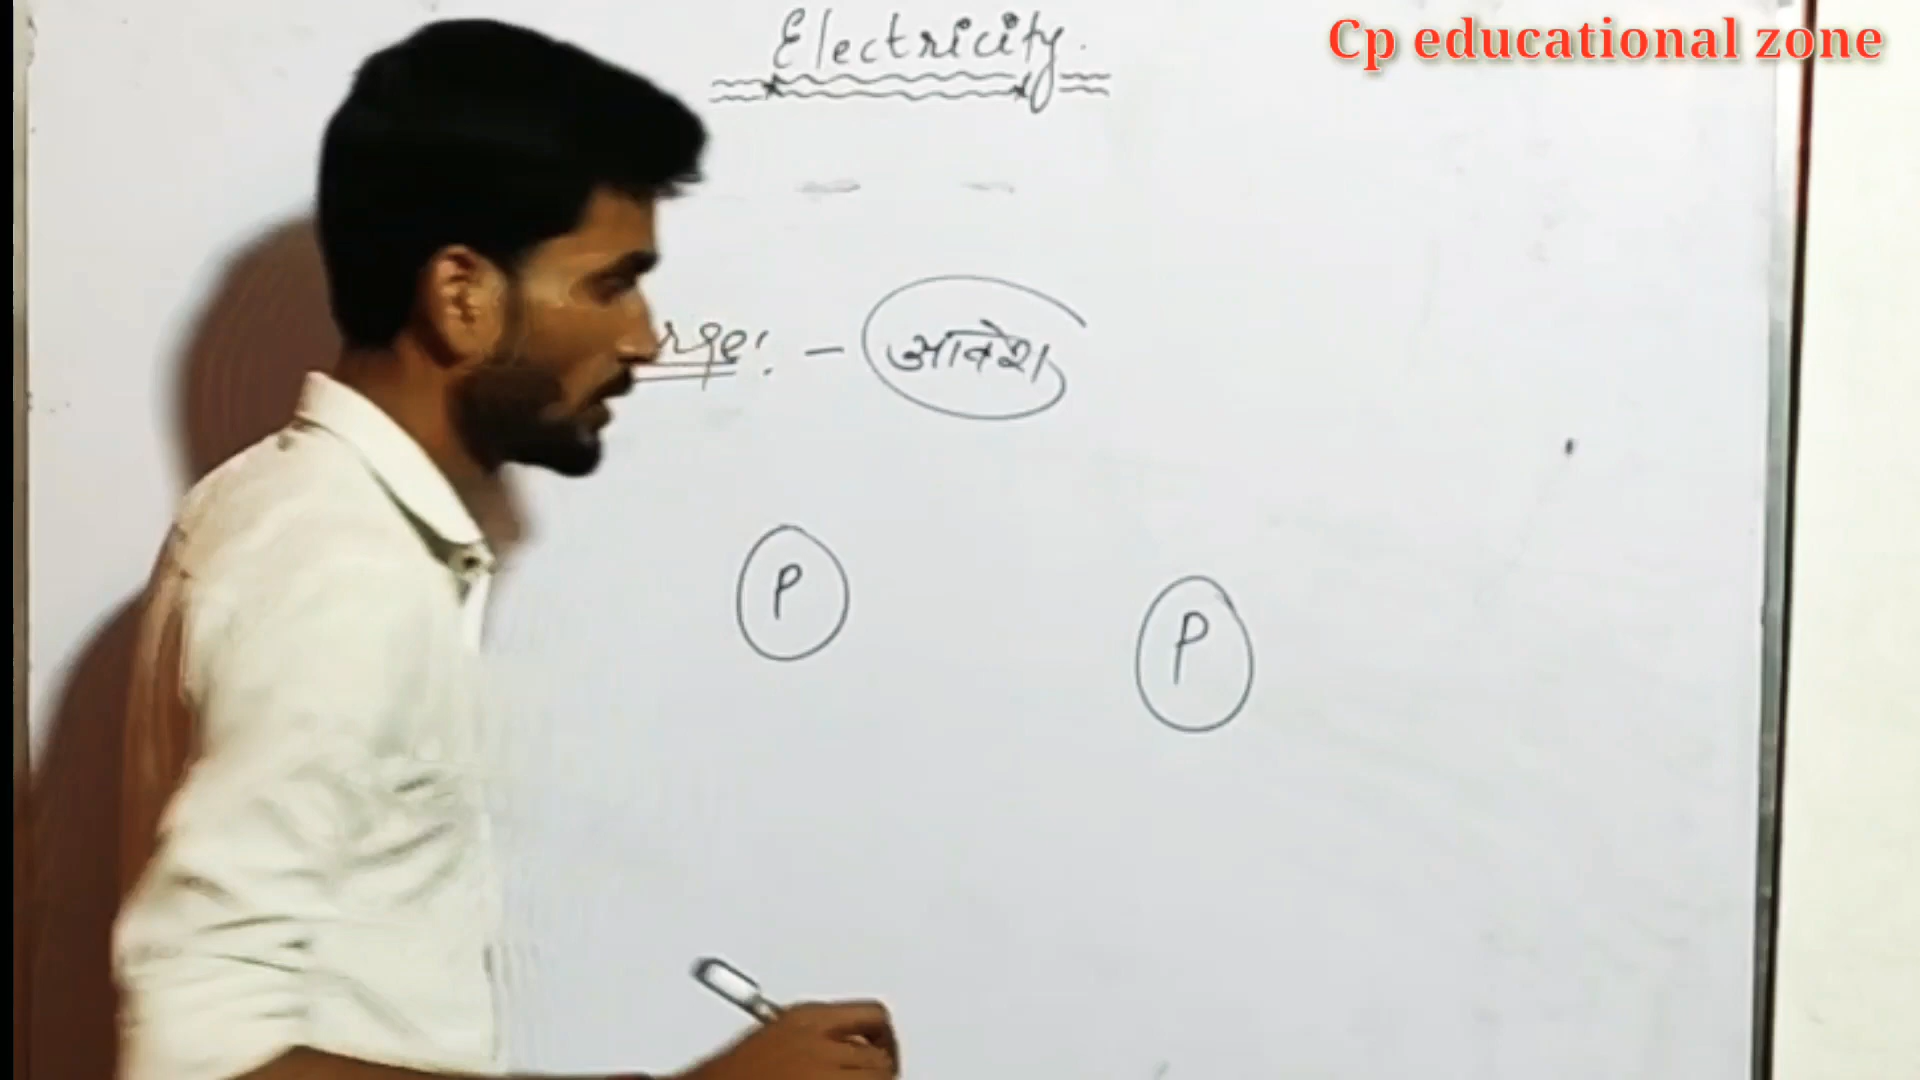 Electricity.
Cp educational zone
आवेश
P
P